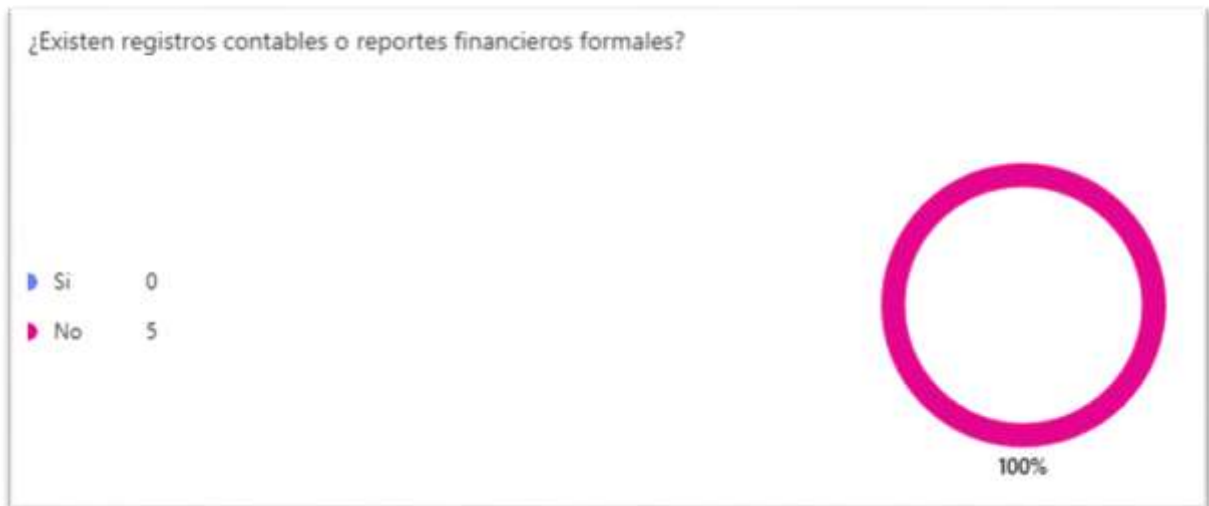 ¿Existen registros contables o reportes financieros formales?
Si 0
No 5
100%